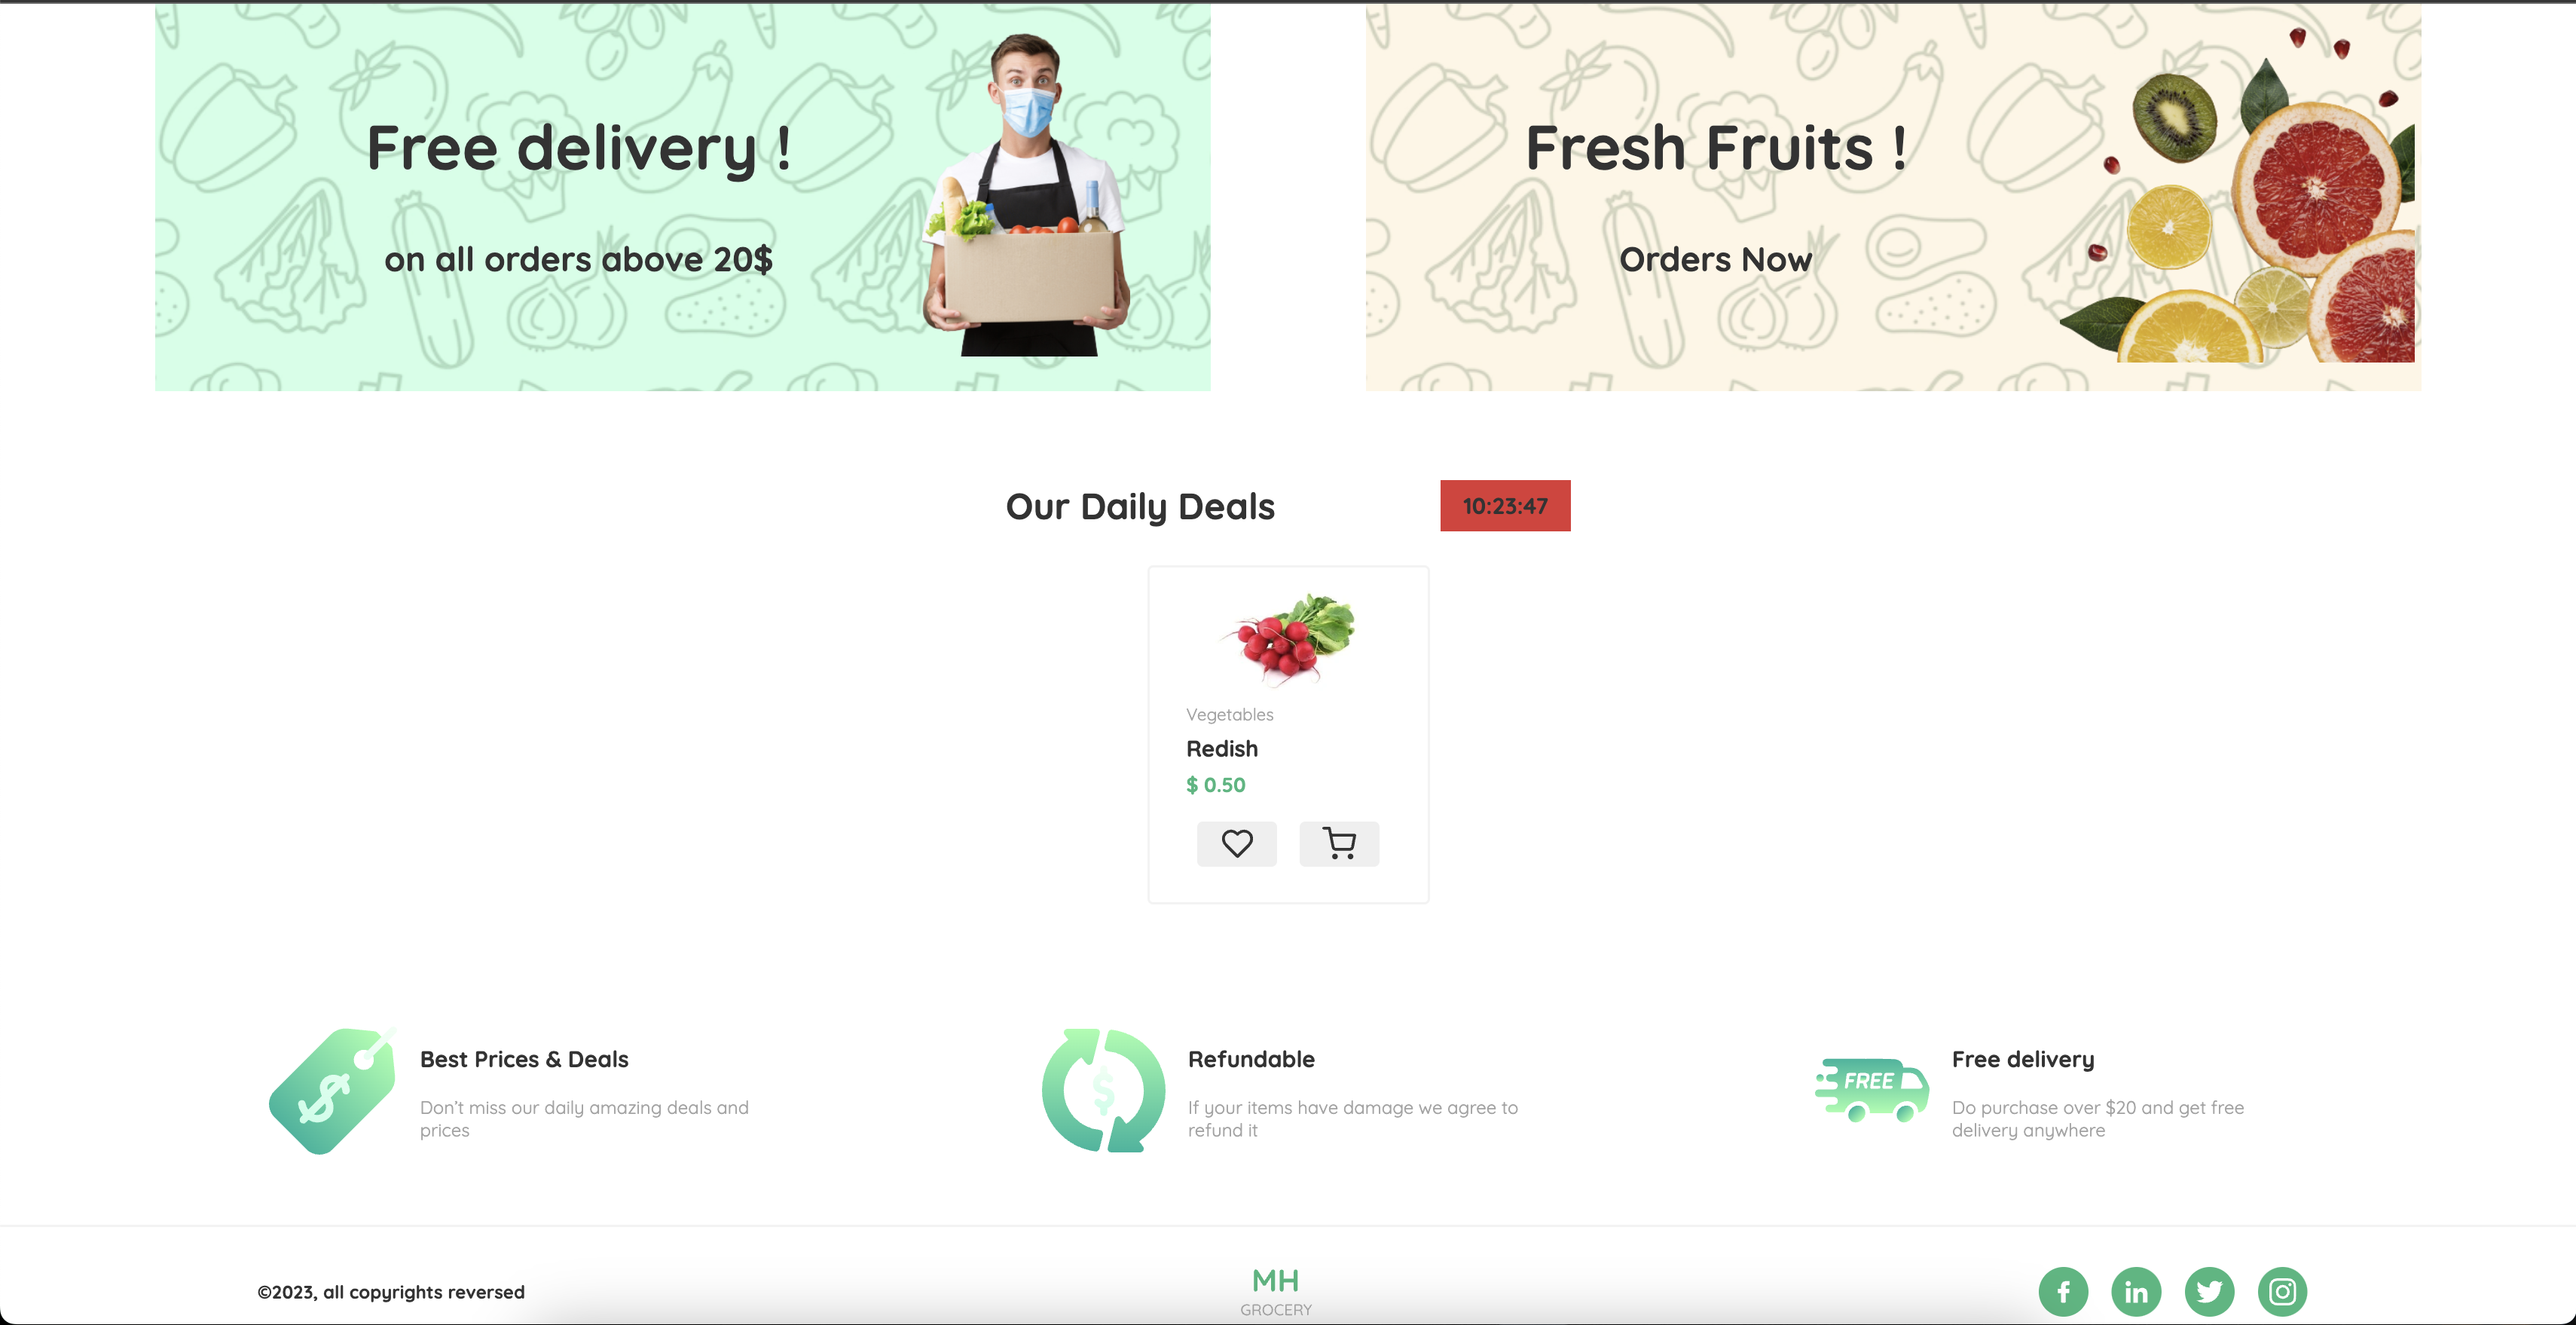 Free delivery !
on all orders above 20$
Fresh Fruits !
Orders Now
Our Daily Deals
10:23:47
Vegetables
Redish
$ 0.50
Best Prices & Deals
Don't miss our daily amazing deals and
prices
Refundable
If your items have damage we agree to
refund it
FREE
Free delivery
Do purchase over $20 and get free
delivery anywhere
©2023, all copyrights reversed
MH
GROCERY